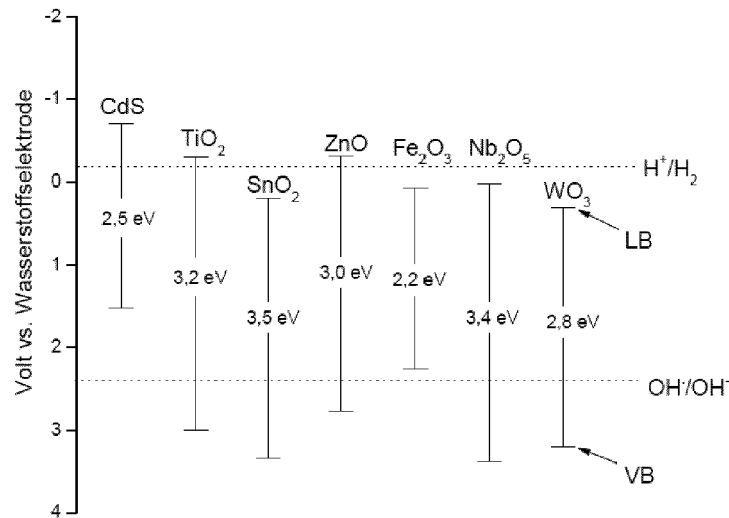 Volt vs. Wasserstoffselektrode
-2
-1
0
1
2
3
4
CdS
TiO₂
SnO₂
ZnO
Fe₂O₃
Nb₂O₅
WO₃
2,5 eV
3,2 eV
3,5 eV
3,0 eV
2,2 eV
3,4 eV
2,8 eV
H⁺/H₂
LB
OH·/OH⁻
VB